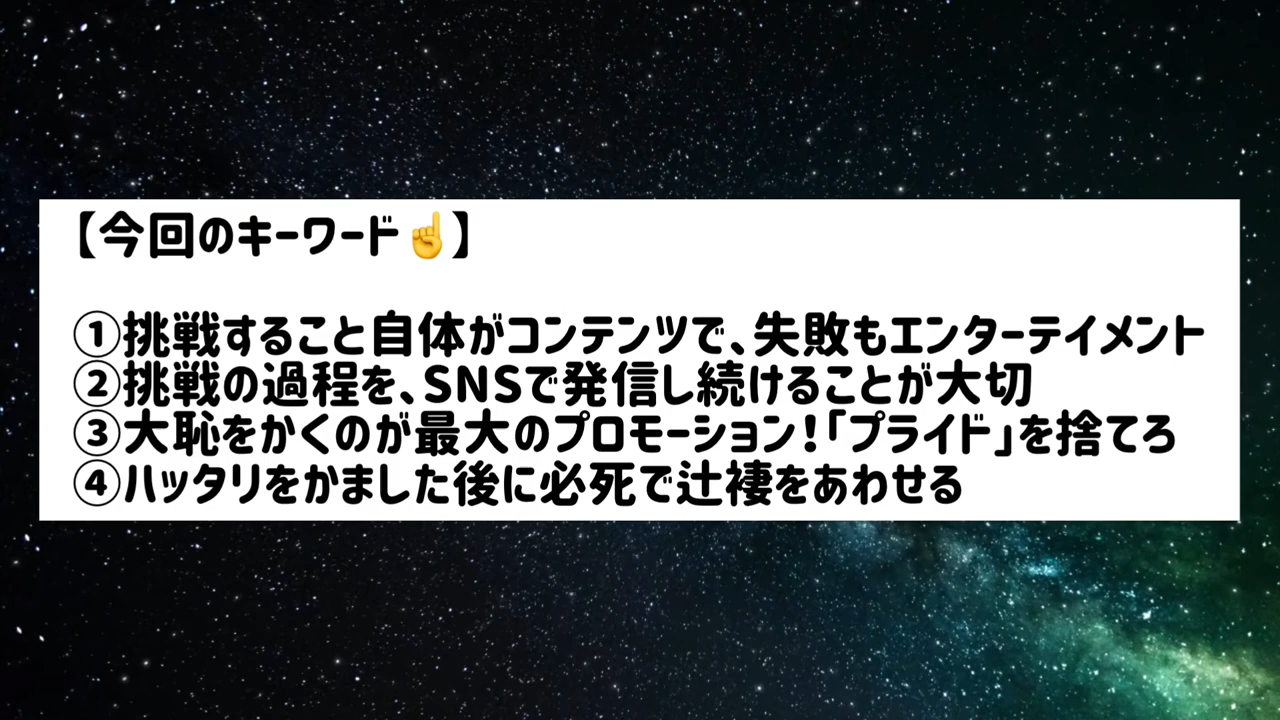 【今回のキーワード☝️】
①挑戦すること自体がコンテンツで、失敗もエンターテイメント
②挑戦の過程を、SNSで発信し続けることが大切
③大恥をかくのが最大のプロモーション！「プライド」を捨てろ
④ハッタリをかました後に必死で辻褄をあわせる